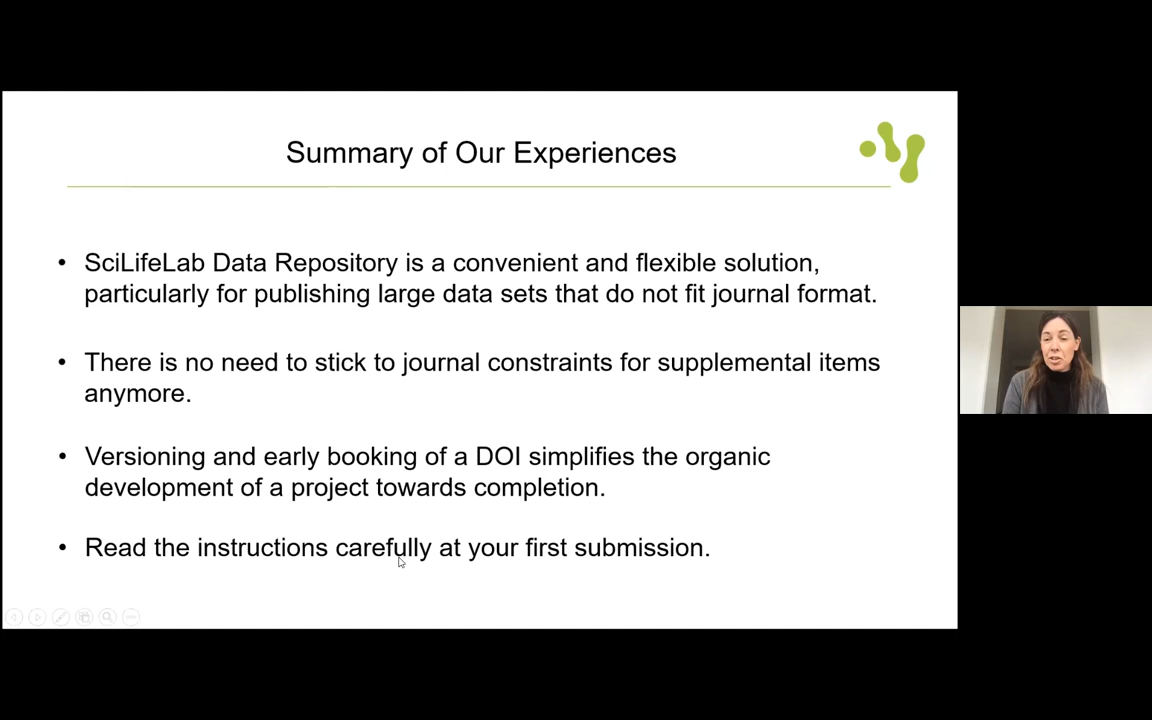 Summary of Our Experiences
• SciLifeLab Data Repository is a convenient and flexible solution,
particularly for publishing large data sets that do not fit journal format.
• There is no need to stick to journal constraints for supplemental items
anymore.
• Versioning and early booking of a DOI simplifies the organic
development of a project towards completion.
• Read the instructions carefully at your first submission.